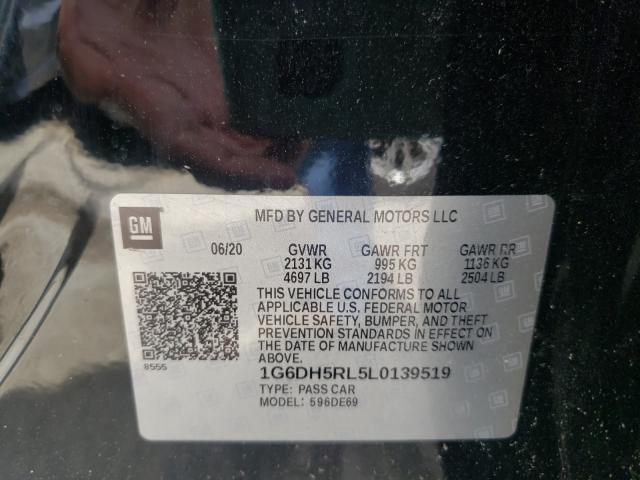 GM
MFD BY GENERAL MOTORS LLC
06/20 GVWR GAWR FRT GAWR RR
2131 KG 995 KG 1136 KG
4697 LB 2194 LB 2504 LB
THIS VEHICLE CONFORMS TO ALL
APPLICABLE U.S. FEDERAL MOTOR
VEHICLE SAFETY, BUMPER, AND THEFT
PREVENTION STANDARDS IN EFFECT ON
THE DATE OF MANUFACTURE SHOWN
ABOVE.
8555
1G6DH5RL5L0139519
TYPE: PASS CAR
MODEL: 596DE69